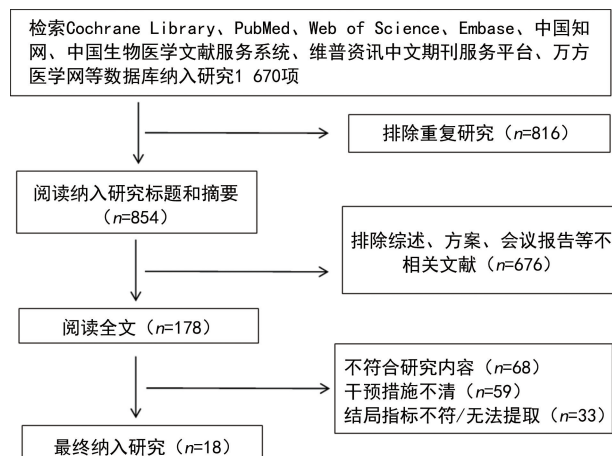 检索Cochrane Library、PubMed、Web of Science、Embase、中国知
网、中国生物医学文献服务系统、维普资讯中文期刊服务平台、万方
医学网等数据库纳入研究1 670项
排除重复研究（n=816）
阅读纳入研究标题和摘要
（n=854）
排除综述、方案、会议报告等不
相关文献（n=676）
阅读全文（n=178）
不符合研究内容（n=68）
干预措施不清（n=59）
结局指标不符/无法提取（n=33）
最终纳入研究（n=18）